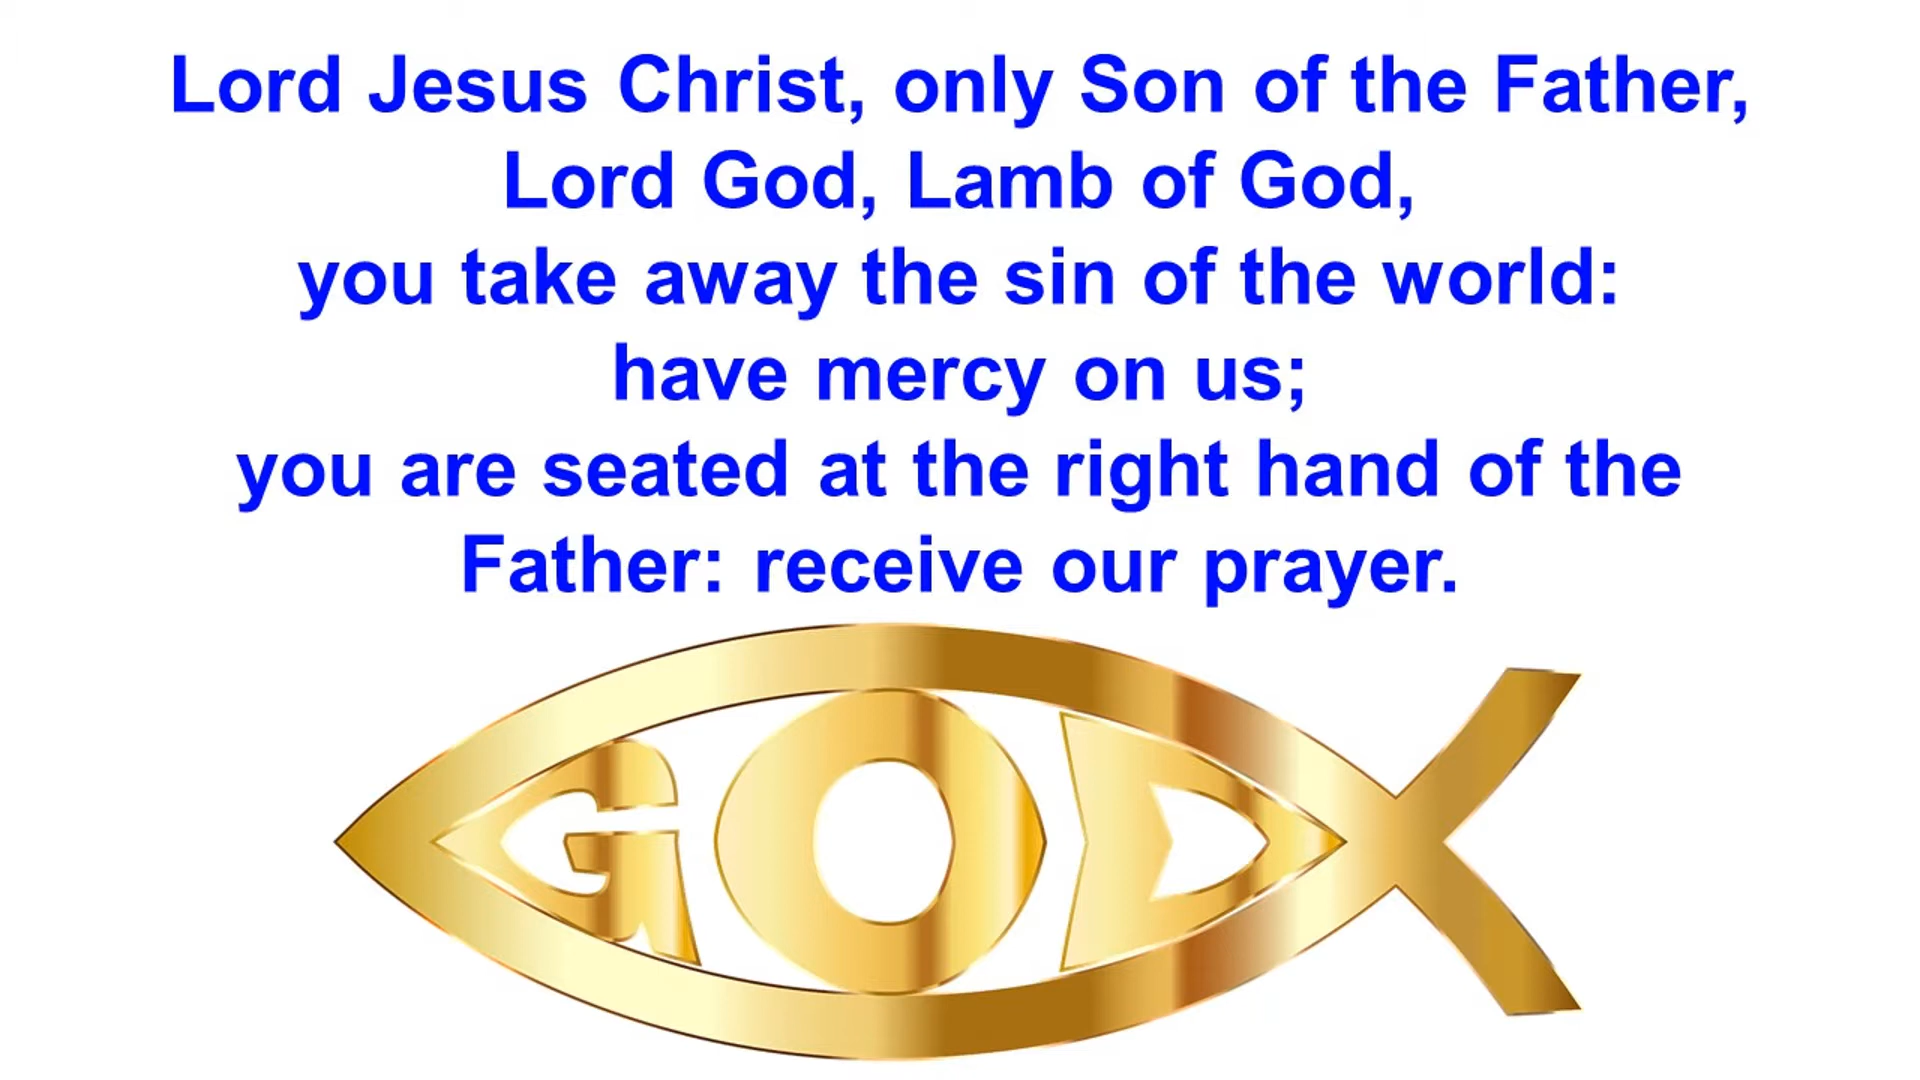 Lord Jesus Christ, only Son of the Father,
Lord God, Lamb of God,
you take away the sin of the world:
have mercy on us;
you are seated at the right hand of the
Father: receive our prayer.
GOD